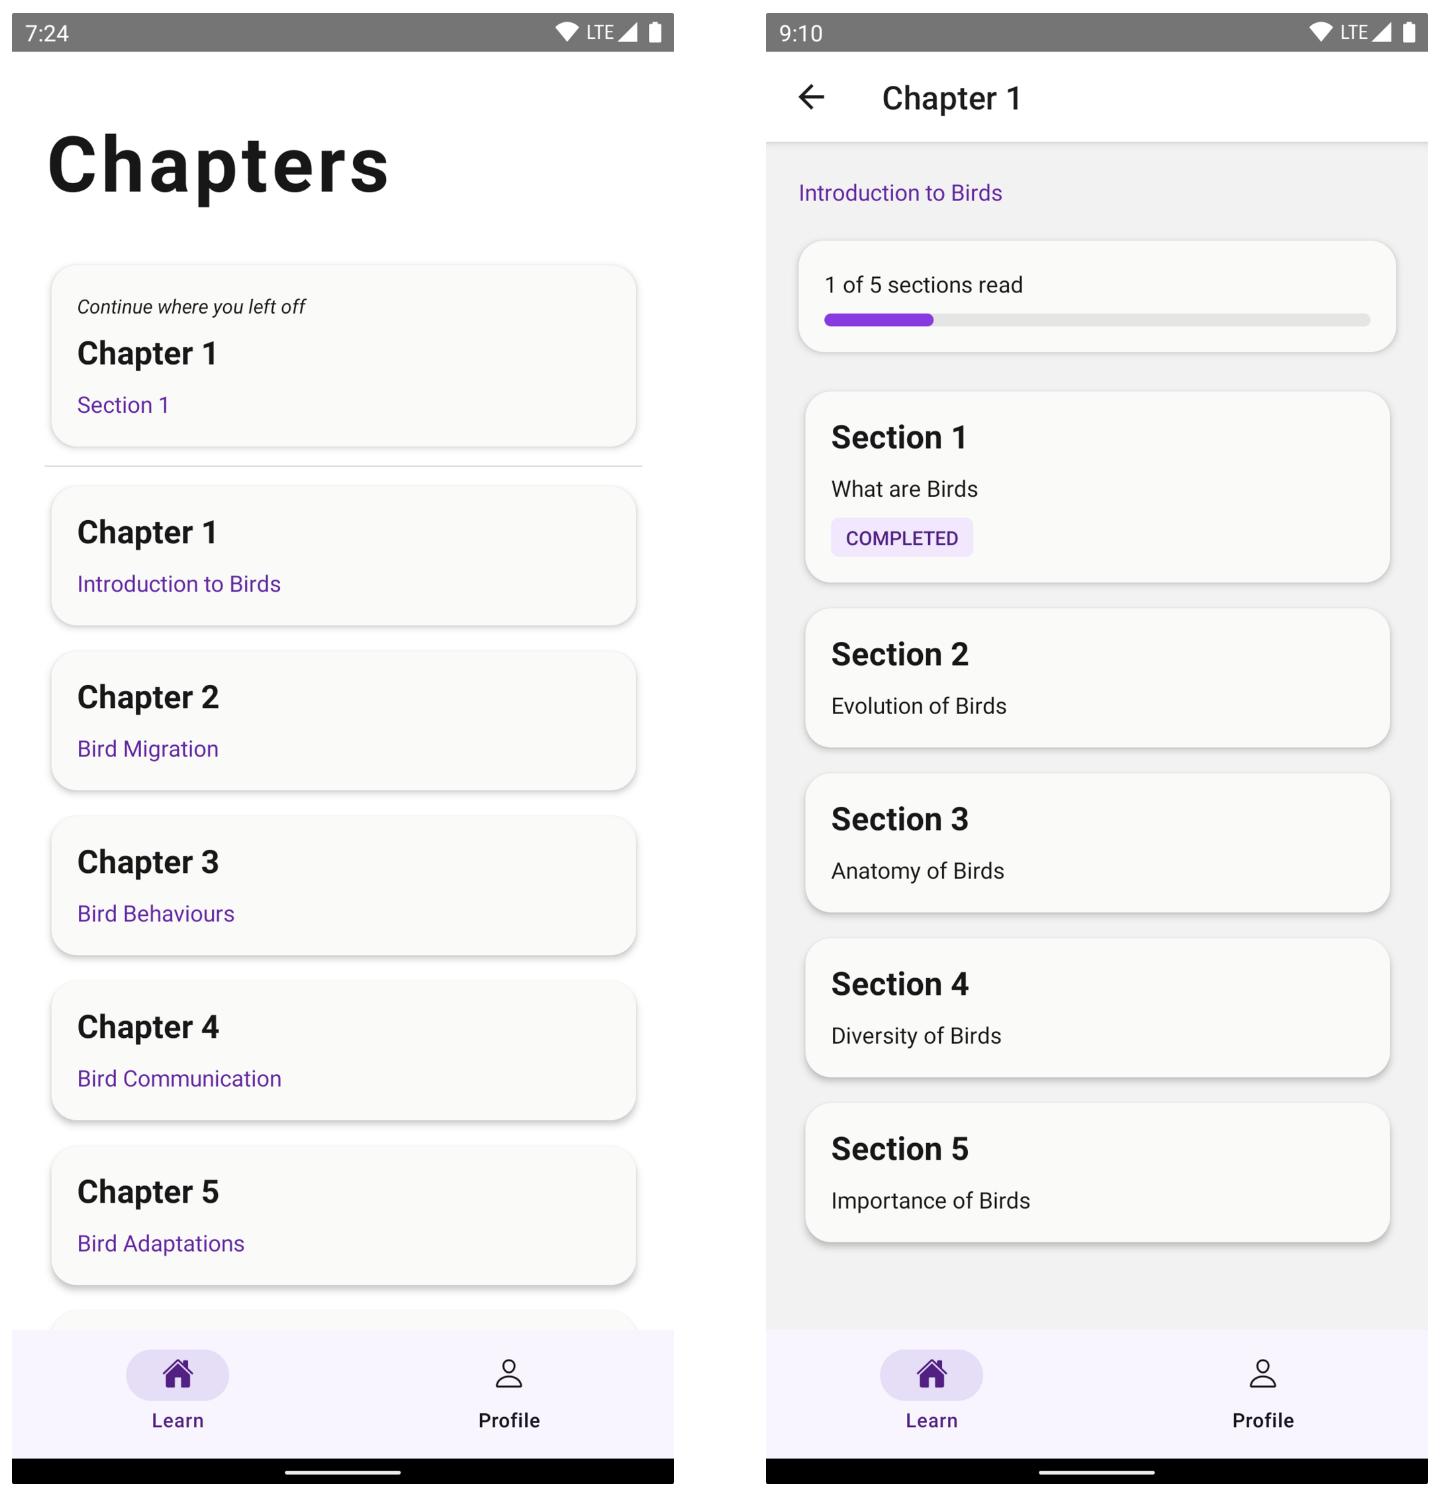 7:24
LTE
Chapters
Continue where you left off
Chapter 1
Section 1
Chapter 1
Introduction to Birds
Chapter 2
Bird Migration
Chapter 3
Bird Behaviours
Chapter 4
Bird Communication
Chapter 5
Bird Adaptations
Learn
Profile
9:10
LTE
Chapter 1
Introduction to Birds
1 of 5 sections read
Section 1
What are Birds
COMPLETED
Section 2
Evolution of Birds
Section 3
Anatomy of Birds
Section 4
Diversity of Birds
Section 5
Importance of Birds
Learn
Profile